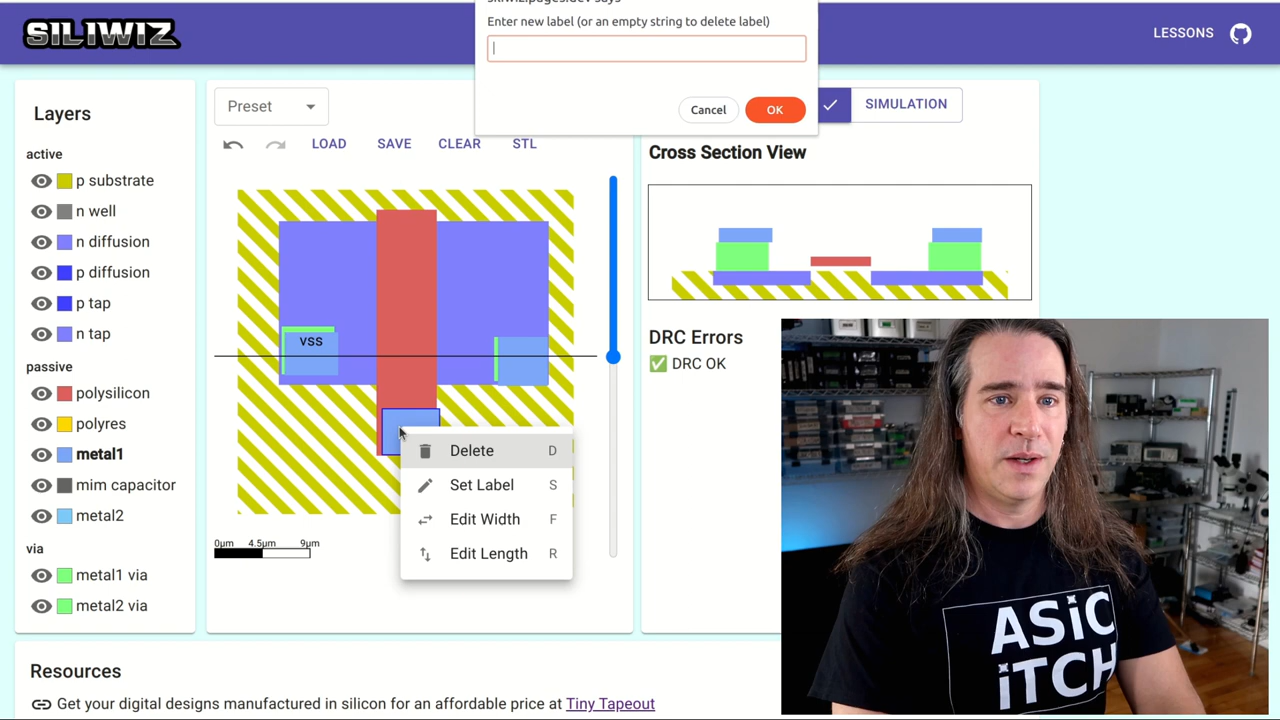 Enter new label (or an empty string to delete label)
Cancel
OK
SILIWIZ
LESSONS
Layers
active
p substrate
n well
n diffusion
p diffusion
p tap
n tap
passive
polysilicon
polyres
metal1
mim capacitor
metal2
via
metal1 via
metal2 via
Preset
LOAD
SAVE
CLEAR
STL
VSS
Delete D
Set Label S
Edit Width F
Edit Length R
0μm 4.5μm 9μm
SIMULATION
Cross Section View
DRC Errors
✅ DRC OK
Resources
Get your digital designs manufactured in silicon for an affordable price at Tiny Tapeout
ASiC
iTCH